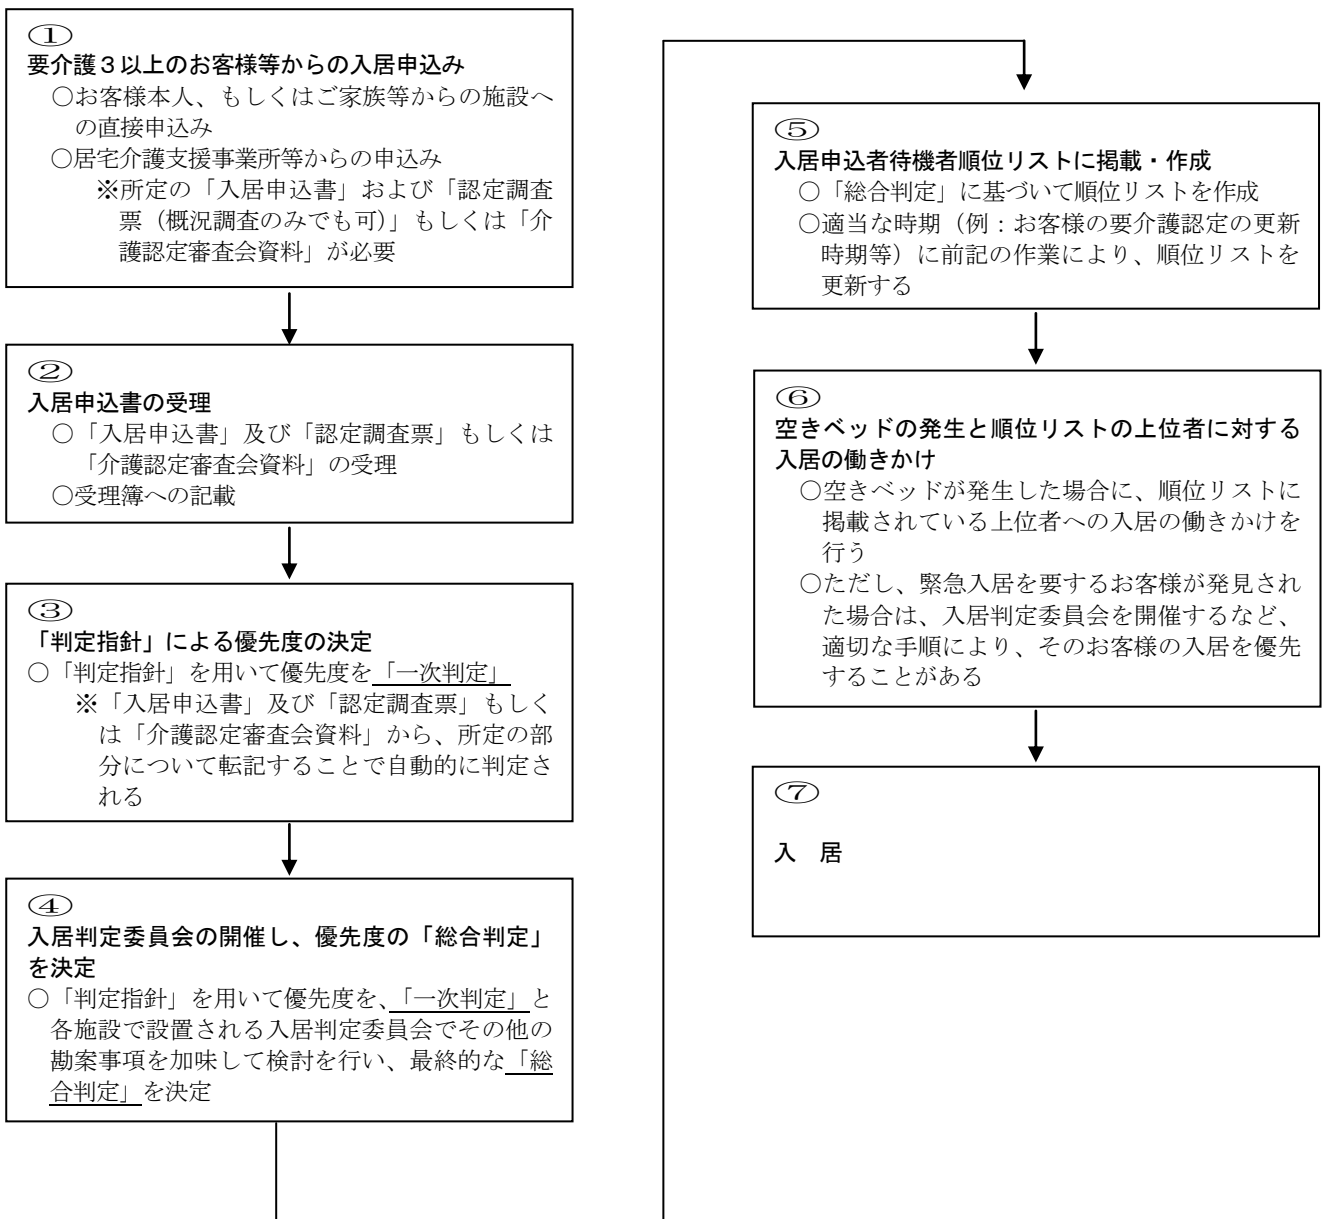 ①
要介護３以上のお客様等からの入居申込み
○お客様本人、もしくはご家族等からの施設へ
の直接申込み
○居宅介護支援事業所等からの申込み
※所定の「入居申込書」および「認定調査
票（概況調査のみでも可）」もしくは「介
護認定審査会資料」が必要
②
入居申込書の受理
○「入居申込書」及び「認定調査票」もしくは
「介護認定審査会資料」の受理
○受理簿への記載
③
「判定指針」による優先度の決定
○「判定指針」を用いて優先度を「一次判定」
※「入居申込書」及び「認定調査票」もしく
は「介護認定審査会資料」から、所定の部
分について転記することで自動的に判定さ
れる
④
入居判定委員会の開催し、優先度の「総合判定」
を決定
○「判定指針」を用いて優先度を、「一次判定」と
各施設で設置される入居判定委員会でその他の
勘案事項を加味して検討を行い、最終的な「総
合判定」を決定
⑤
入居申込者待機者順位リストに掲載・作成
○「総合判定」に基づいて順位リストを作成
○適当な時期（例：お客様の要介護認定の更新
時期等）に前記の作業により、順位リストを
更新する
⑥
空きベッドの発生と順位リストの上位者に対する
入居の働きかけ
○空きベッドが発生した場合に、順位リストに
掲載されている上位者への入居の働きかけを
行う
○ただし、緊急入居を要するお客様が発見され
た場合は、入居判定委員会を開催するなど、
適切な手順により、そのお客様の入居を優先
することがある
⑦
入　居